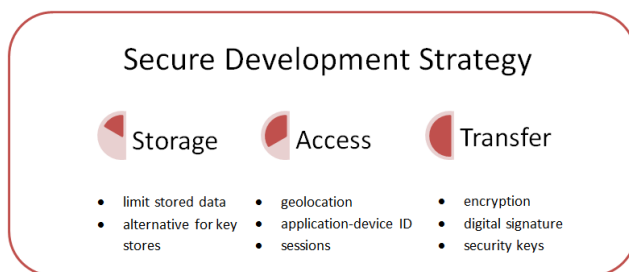 Secure Development Strategy
Storage
Access
Transfer
• limit stored data
• alternative for key
stores
• geolocation
• application-device ID
• sessions
• encryption
• digital signature
• security keys